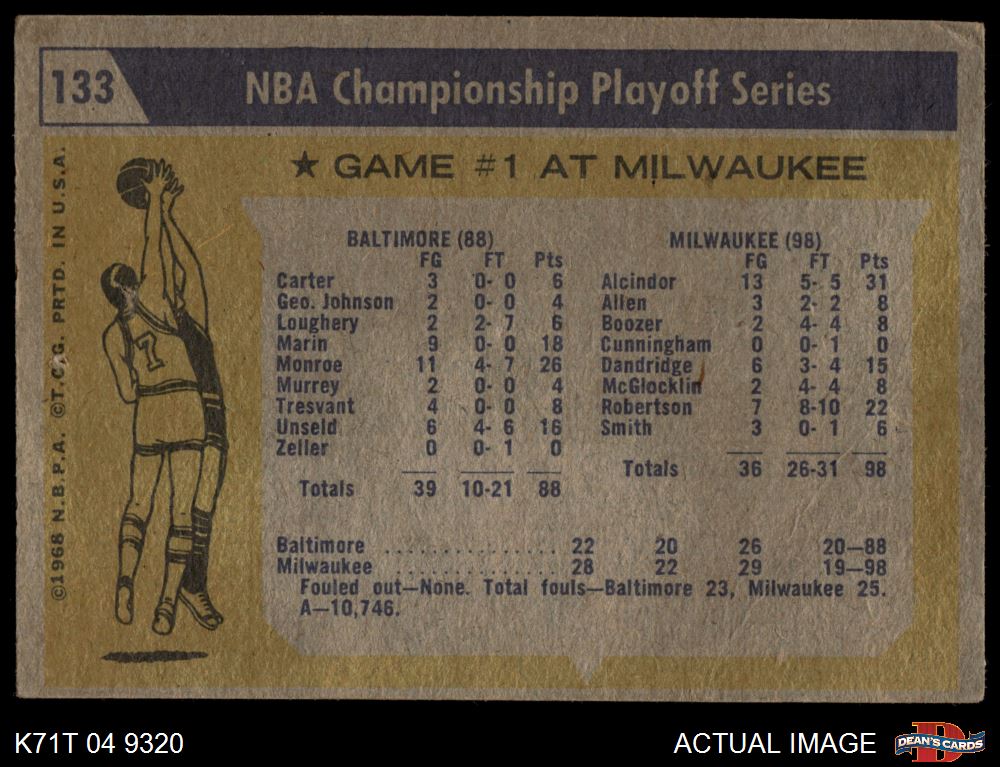 133 NBA Championship Playoff Series
★ GAME #1 AT MILWAUKEE
©1968 N.B.P.A. ©T.C.G. PRTD. IN U.S.A.
1
BALTIMORE (88)
FG FT Pts
Carter 3 0- 0 6
Geo. Johnson 2 0- 0 4
Loughery 2 2- 7 6
Marin 9 0- 0 18
Monroe 11 4- 7 26
Murrey 2 0- 0 4
Tresvant 4 0- 0 8
Unseld 6 4- 6 16
Zeller 0 0- 1 0
Totals 39 10-21 88
MILWAUKEE (98)
FG FT Pts
Alcindor 13 5- 5 31
Allen 3 2- 2 8
Boozer 2 4- 4 8
Cunningham 0 0- 1 0
Dandridge 6 3- 4 15
McGlocklin 2 4- 4 8
Robertson 7 8-10 22
Smith 3 0- 1 6
Totals 36 26-31 98
Baltimore ................ 22 20 26 20—88
Milwaukee ................ 28 22 29 19—98
Fouled out—None. Total fouls—Baltimore 23, Milwaukee 25.
A—10,746.
K71T 04 9320
ACTUAL IMAGE
D
DEAN'S CARDS